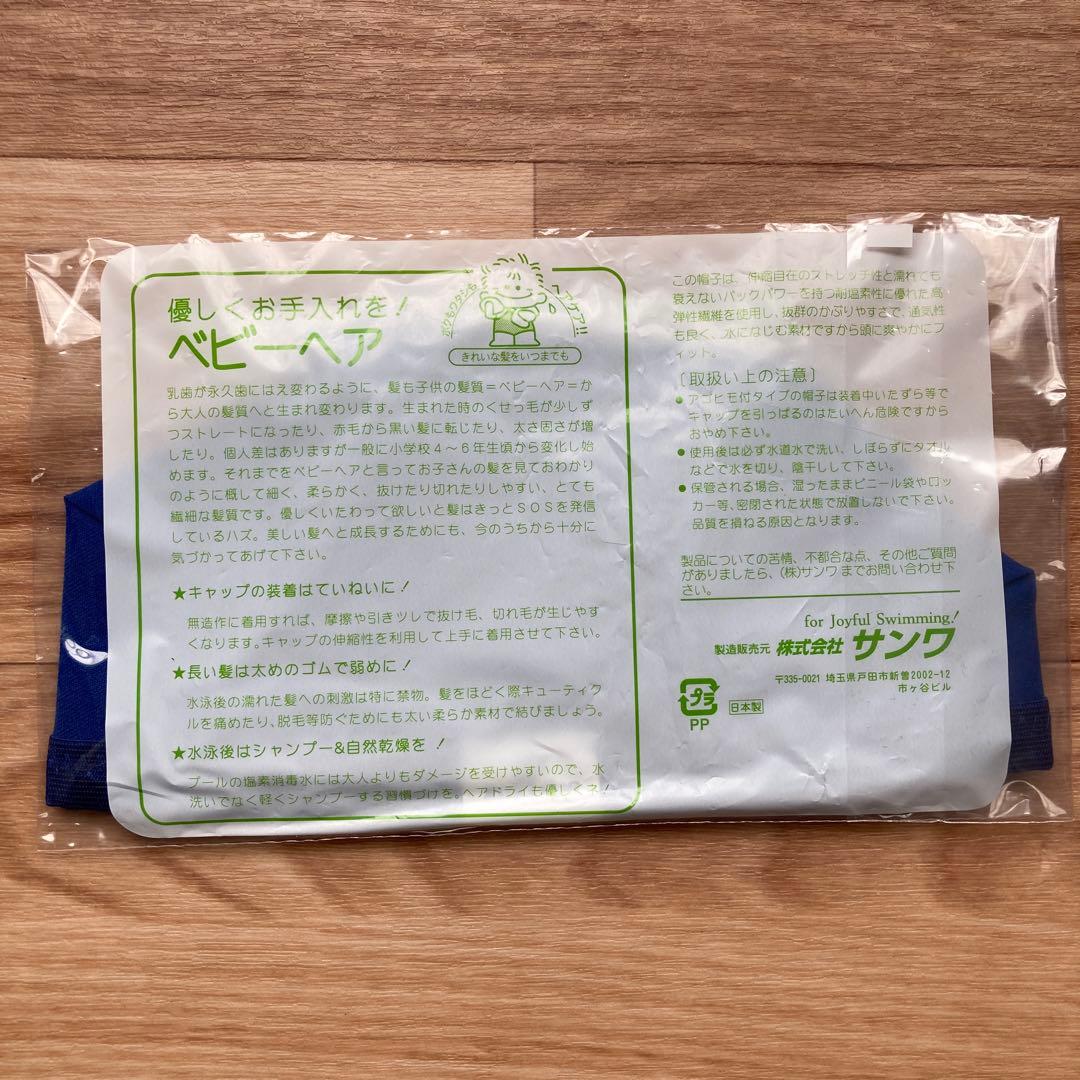 優しくお手入れを!
ベビーヘア
きれいな髪をいつまでも
乳歯が永久歯にはえ変わるように、髪も子供の髪質=ベビーヘア=か
ら大人の髪質へと生まれ変わります。生まれた時のくせっ毛が少しず
つストレートになったり、赤毛から黒い髪に転じたり、太さ固さが増
したり。個人差はありますが一般に小学校4~6年生頃から変化し始
めます。それまでをベビーヘアと言ってお子さんの髪を見ておわかり
のように概して細く、柔らかく、抜けたり切れたりしやすい、とても
繊細な髪質です。優しくいたわって欲しいと髪はきっとSOSを発信
しているハズ。美しい髪へと成長するためにも、今のうちから十分に
気づかってあげて下さい。
★キャップの装着はていねいに!
無造作に着用すれば、摩擦や引きツレで抜け毛、切れ毛が生じやす
くなります。キャップの伸縮性を利用して上手に着用させて下さい。
★長い髪は太めのゴムで弱めに!
水泳後の濡れた髪への刺激は特に禁物。髪をほどく際キューティク
ルを痛めたり、脱毛等防ぐためにも太い柔らか素材で結びましょう。
★水泳後はシャンプー&自然乾燥を!
プールの塩素消毒水には大人よりもダメージを受けやすいので、水
洗いでなく軽くシャンプーする習慣づけを。ヘアドライも優しくネ!
この帽子は、伸縮自在のストレッチ性と濡れても
衰えないバックパワーを持つ耐塩素性に優れた高
弾性繊維を使用し、抜群のかぶりやすさで、通気性
も良く、水になじむ素材ですから頭に爽やかにフ
ィット。
〔取扱い上の注意〕
●アゴヒモ付タイプの帽子は装着中いたずら等で
キャップを引っぱるのはたいへん危険ですから
おやめ下さい。
●使用後は必ず水道水で洗い、しぼらずにタオル
などで水を切り、陰干しして下さい。
●保管される場合、湿ったままビニール袋やロッ
カー等、密閉された状態で放置しないで下さい。
品質を損ねる原因となります。
製品についての苦情、不都合な点、その他ご質問
がありましたら、(株)サンワまでお問い合わせ下
さい。
for Joyful Swimming!
製造販売元 株式会社 サンワ
〒335-0021 埼玉県戸田市新曽2002-12
市ヶ谷ビル
プラ
PP
日本製